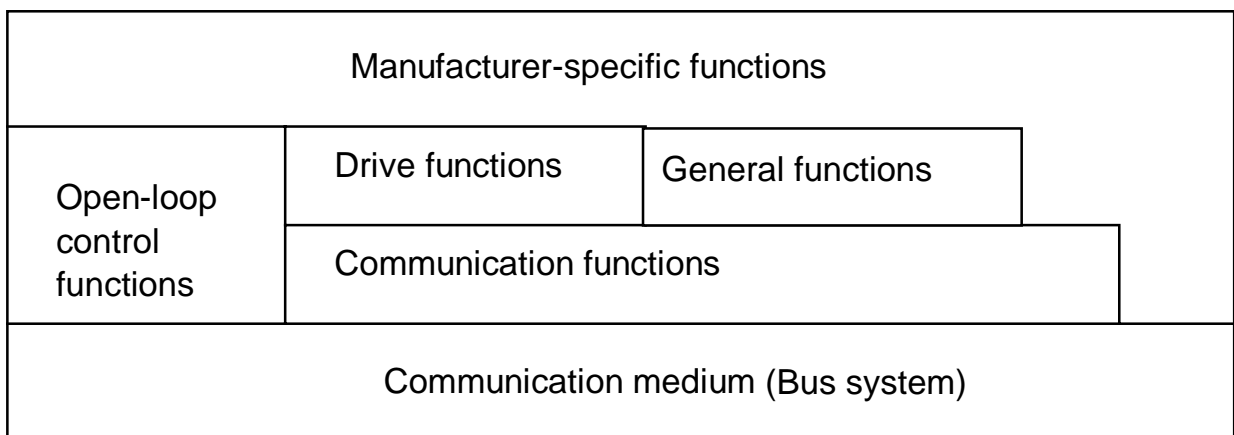 Manufacturer-specific functions
Drive functions
General functions
Open-loop
control
functions
Communication functions
Communication medium (Bus system)